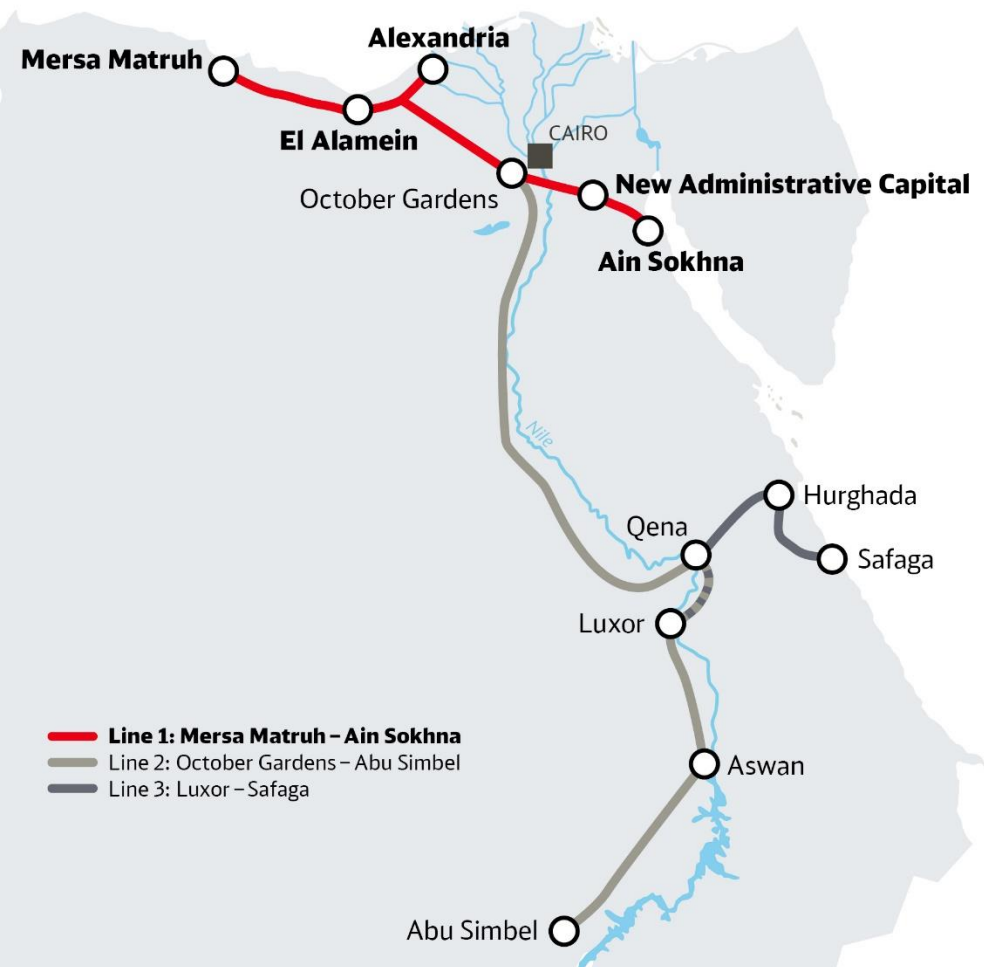 Alexandria
Mersa Matruh
El Alamein
CAIRO
October Gardens
New Administrative Capital
Ain Sokhna
Nile
Hurghada
Qena
Safaga
Luxor
Line 1: Mersa Matruh – Ain Sokhna
Line 2: October Gardens – Abu Simbel
Line 3: Luxor – Safaga
Aswan
Abu Simbel